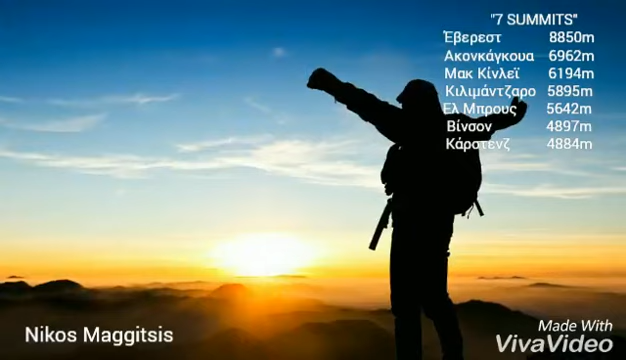 "7 SUMMITS"
Έβερεστ 8850m
Ακονκάγκουα 6962m
Μακ Κίνλεϊ 6194m
Κιλιμάντζαρο 5895m
Ελ Μπρους 5642m
Βίνσον 4897m
Κάρστενζ 4884m
Nikos Maggitsis
Made With
VivaVideo